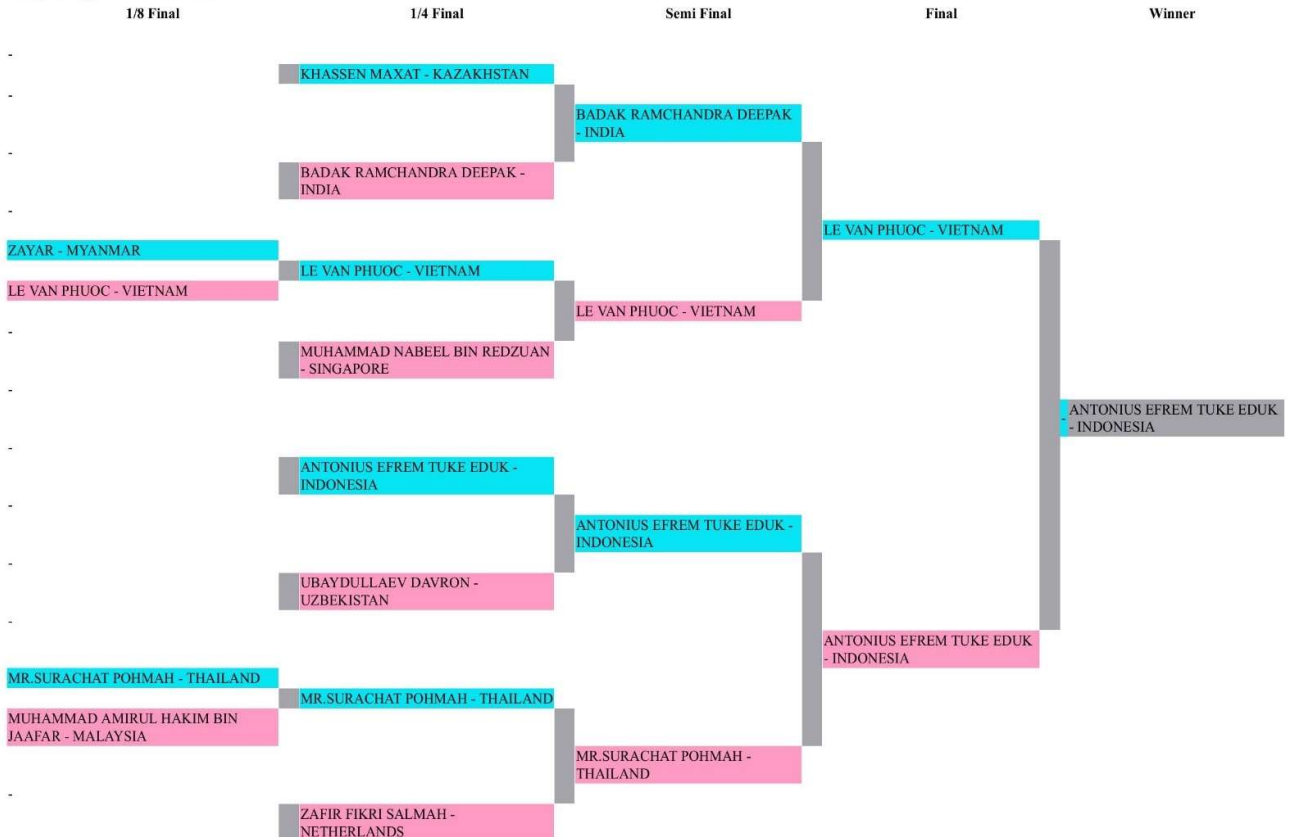 1/8 Final
1/4 Final
Semi Final
Final
Winner
-
-
-
-
ZAYAR - MYANMAR
LE VAN PHUOC - VIETNAM
-
-
-
-
-
-
MR.SURACHAT POHMAH - THAILAND
MUHAMMAD AMIRUL HAKIM BIN
JAAFAR - MALAYSIA
-
KHASSEN MAXAT - KAZAKHSTAN
BADAK RAMCHANDRA DEEPAK -
INDIA
LE VAN PHUOC - VIETNAM
MUHAMMAD NABEEL BIN REDZUAN
- SINGAPORE
ANTONIUS EFREM TUKE EDUK -
INDONESIA
UBAYDULLAEV DAVRON -
UZBEKISTAN
MR.SURACHAT POHMAH - THAILAND
ZAFIR FIKRI SALMAH -
NETHERLANDS
BADAK RAMCHANDRA DEEPAK
- INDIA
LE VAN PHUOC - VIETNAM
ANTONIUS EFREM TUKE EDUK -
INDONESIA
MR.SURACHAT POHMAH -
THAILAND
LE VAN PHUOC - VIETNAM
ANTONIUS EFREM TUKE EDUK
- INDONESIA
- ANTONIUS EFREM TUKE EDUK
- INDONESIA